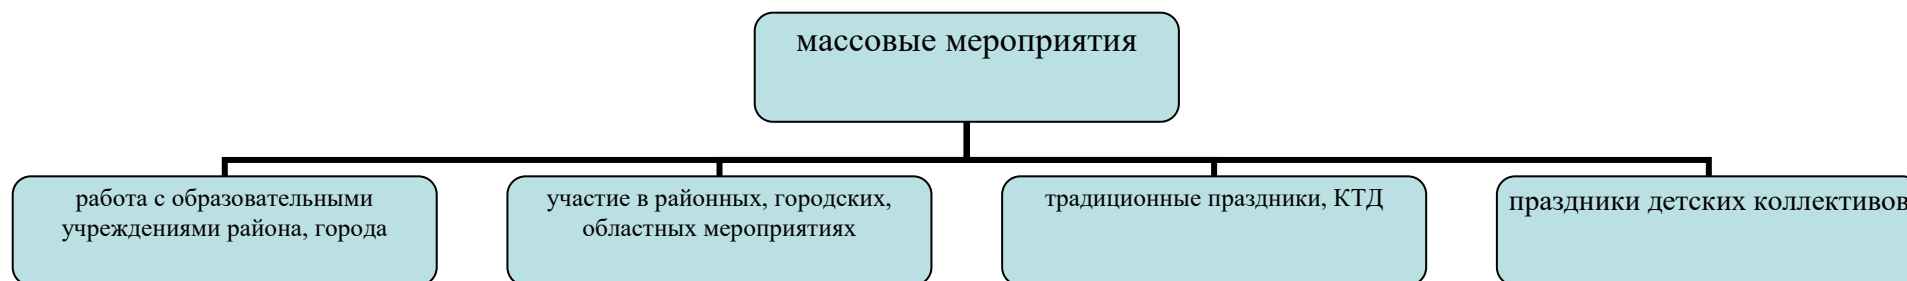 массовые мероприятия
работа с образовательными
учреждениями района, города
участие в районных, городских,
областных мероприятиях
традиционные праздники, КТД
праздники детских коллективов